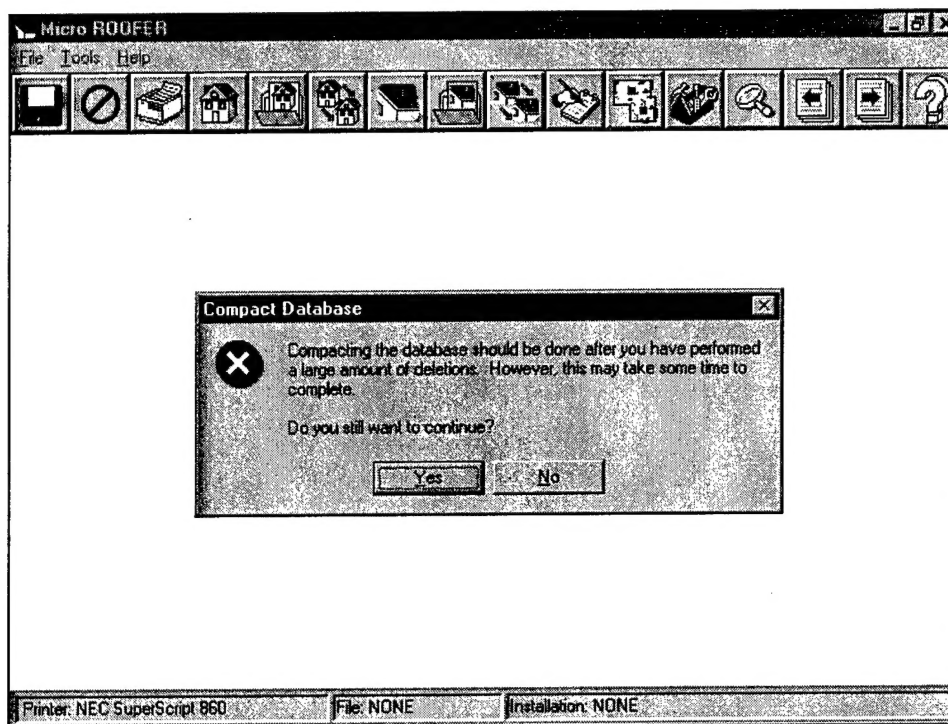 Micro ROOFER
File Tools Help
Compact Database
Compacting the database should be done after you have performed
a large amount of deletions. However, this may take some time to
complete.
Do you still want to continue?
Yes No
Printer: NEC SuperScript 860 File: NONE Installation: NONE